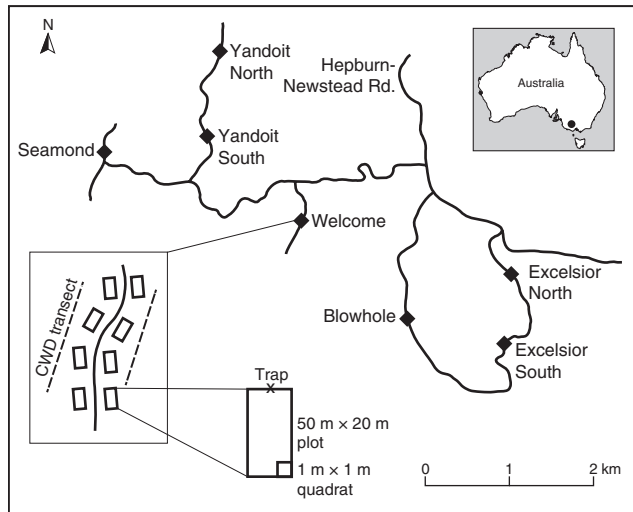 N
Yandoit
North
Hepburn-
Newstead Rd.
Australia
Yandoit
South
Seamond
Welcome
Excelsior
North
Blowhole
Excelsior
South
CWD transect
Trap
50 m × 20 m
plot
1 m × 1 m
quadrat
0 1 2 km